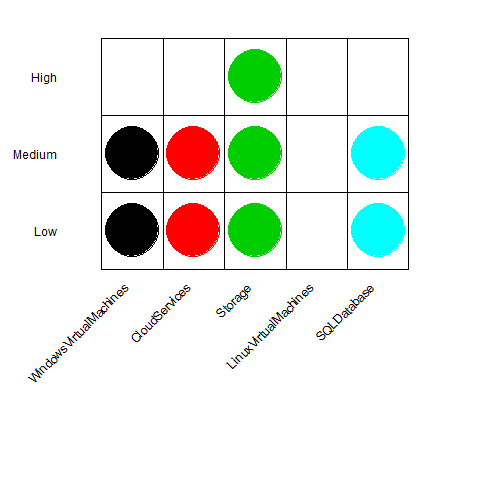 High
Medium
Low
WindowsVirtualMachines
CloudServices
Storage
LinuxVirtualMachines
SQLDatabase